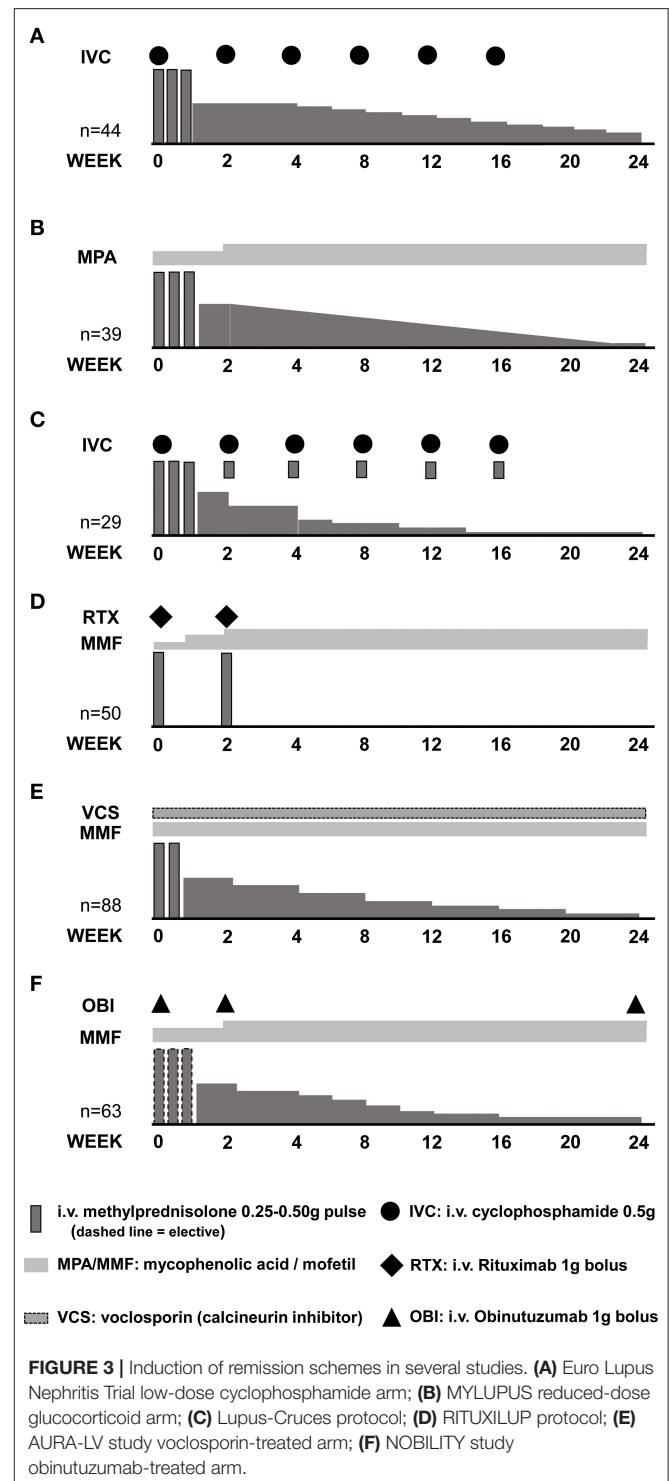 A
IVC
n=44
WEEK 0 2 4 8 12 16 20 24
B
MPA
n=39
WEEK 0 2 4 8 12 16 20 24
C
IVC
n=29
WEEK 0 2 4 8 12 16 20 24
D
RTX
MMF
n=50
WEEK 0 2 4 8 12 16 20 24
E
VCS
MMF
n=88
WEEK 0 2 4 8 12 16 20 24
F
OBI
MMF
n=63
WEEK 0 2 4 8 12 16 20 24
i.v. methylprednisolone 0.25-0.50g pulse
(dashed line = elective)
IVC: i.v. cyclophosphamide 0.5g
MPA/MMF: mycophenolic acid / mofetil
RTX: i.v. Rituximab 1g bolus
VCS: voclosporin (calcineurin inhibitor)
OBI: i.v. Obinutuzumab 1g bolus
FIGURE 3 | Induction of remission schemes in several studies. (A) Euro Lupus
Nephritis Trial low-dose cyclophosphamide arm; (B) MYLUPUS reduced-dose
glucocorticoid arm; (C) Lupus-Cruces protocol; (D) RITUXILUP protocol; (E)
AURA-LV study voclosporin-treated arm; (F) NOBILITY study
obinutuzumab-treated arm.